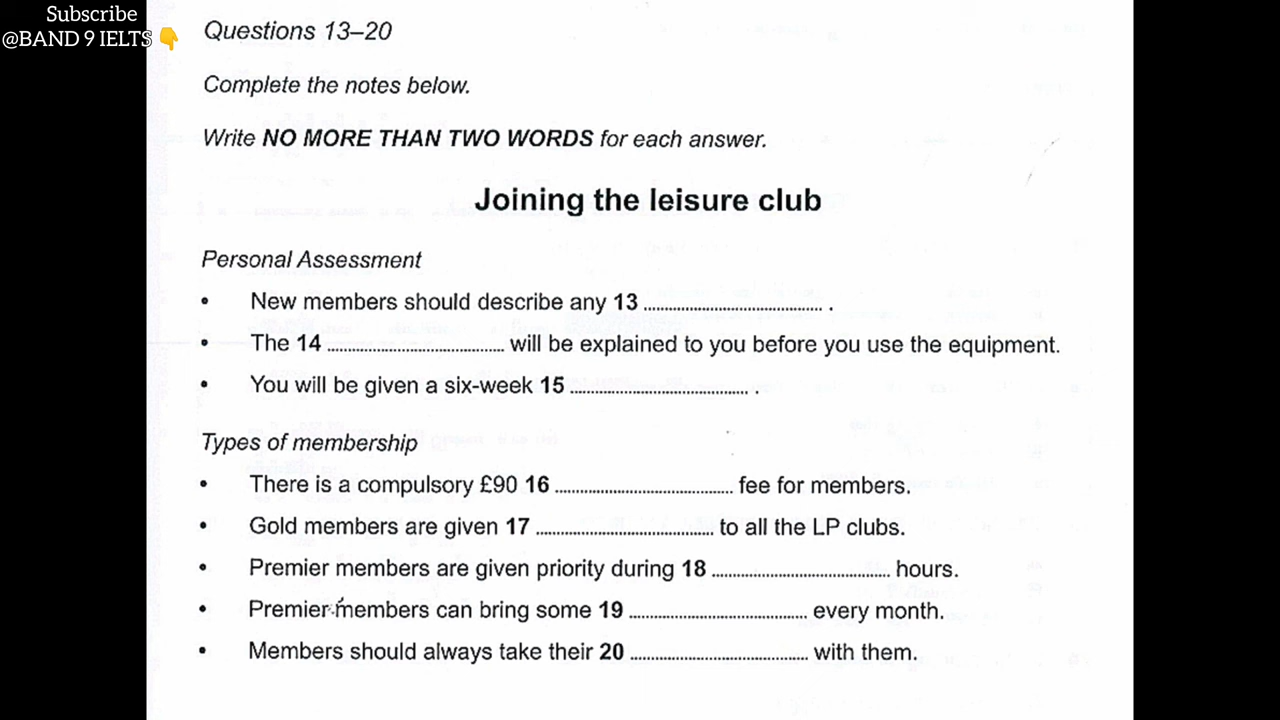 Subscribe
@BAND 9 IELTS 👇
Questions 13–20
Complete the notes below.
Write NO MORE THAN TWO WORDS for each answer.
Joining the leisure club
Personal Assessment
• New members should describe any 13 .................................... .
• The 14 .................................... will be explained to you before you use the equipment.
• You will be given a six-week 15 .................................... .
Types of membership
• There is a compulsory £90 16 .................................... fee for members.
• Gold members are given 17 .................................... to all the LP clubs.
• Premier members are given priority during 18 .................................... hours.
• Premier members can bring some 19 .................................... every month.
• Members should always take their 20 .................................... with them.